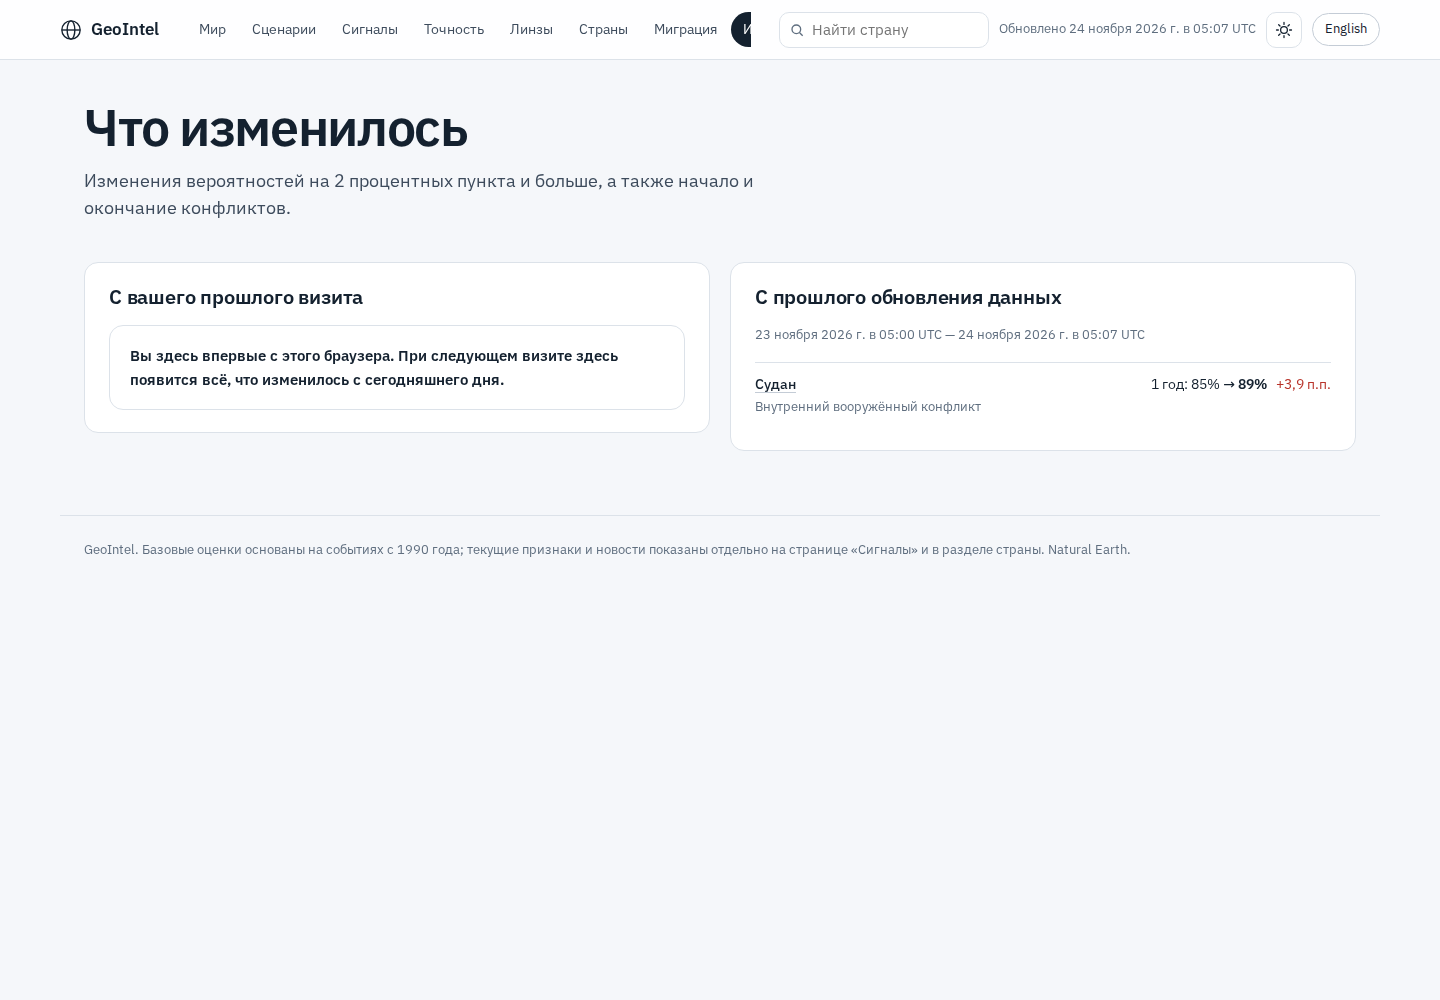 GeoIntel
Мир
Сценарии
Сигналы
Точность
Линзы
Страны
Миграция
Найти страну
Обновлено 24 ноября 2026 г. в 05:07 UTC
English
Что изменилось
Изменения вероятностей на 2 процентных пункта и больше, а также начало и
окончание конфликтов.
С вашего прошлого визита
Вы здесь впервые с этого браузера. При следующем визите здесь
появится всё, что изменилось с сегодняшнего дня.
С прошлого обновления данных
23 ноября 2026 г. в 05:00 UTC — 24 ноября 2026 г. в 05:07 UTC
Судан 1 год: 85% → 89% +3,9 п.п.
Внутренний вооружённый конфликт
GeoIntel. Базовые оценки основаны на событиях с 1990 года; текущие признаки и новости показаны отдельно на странице «Сигналы» и в разделе страны. Natural Earth.